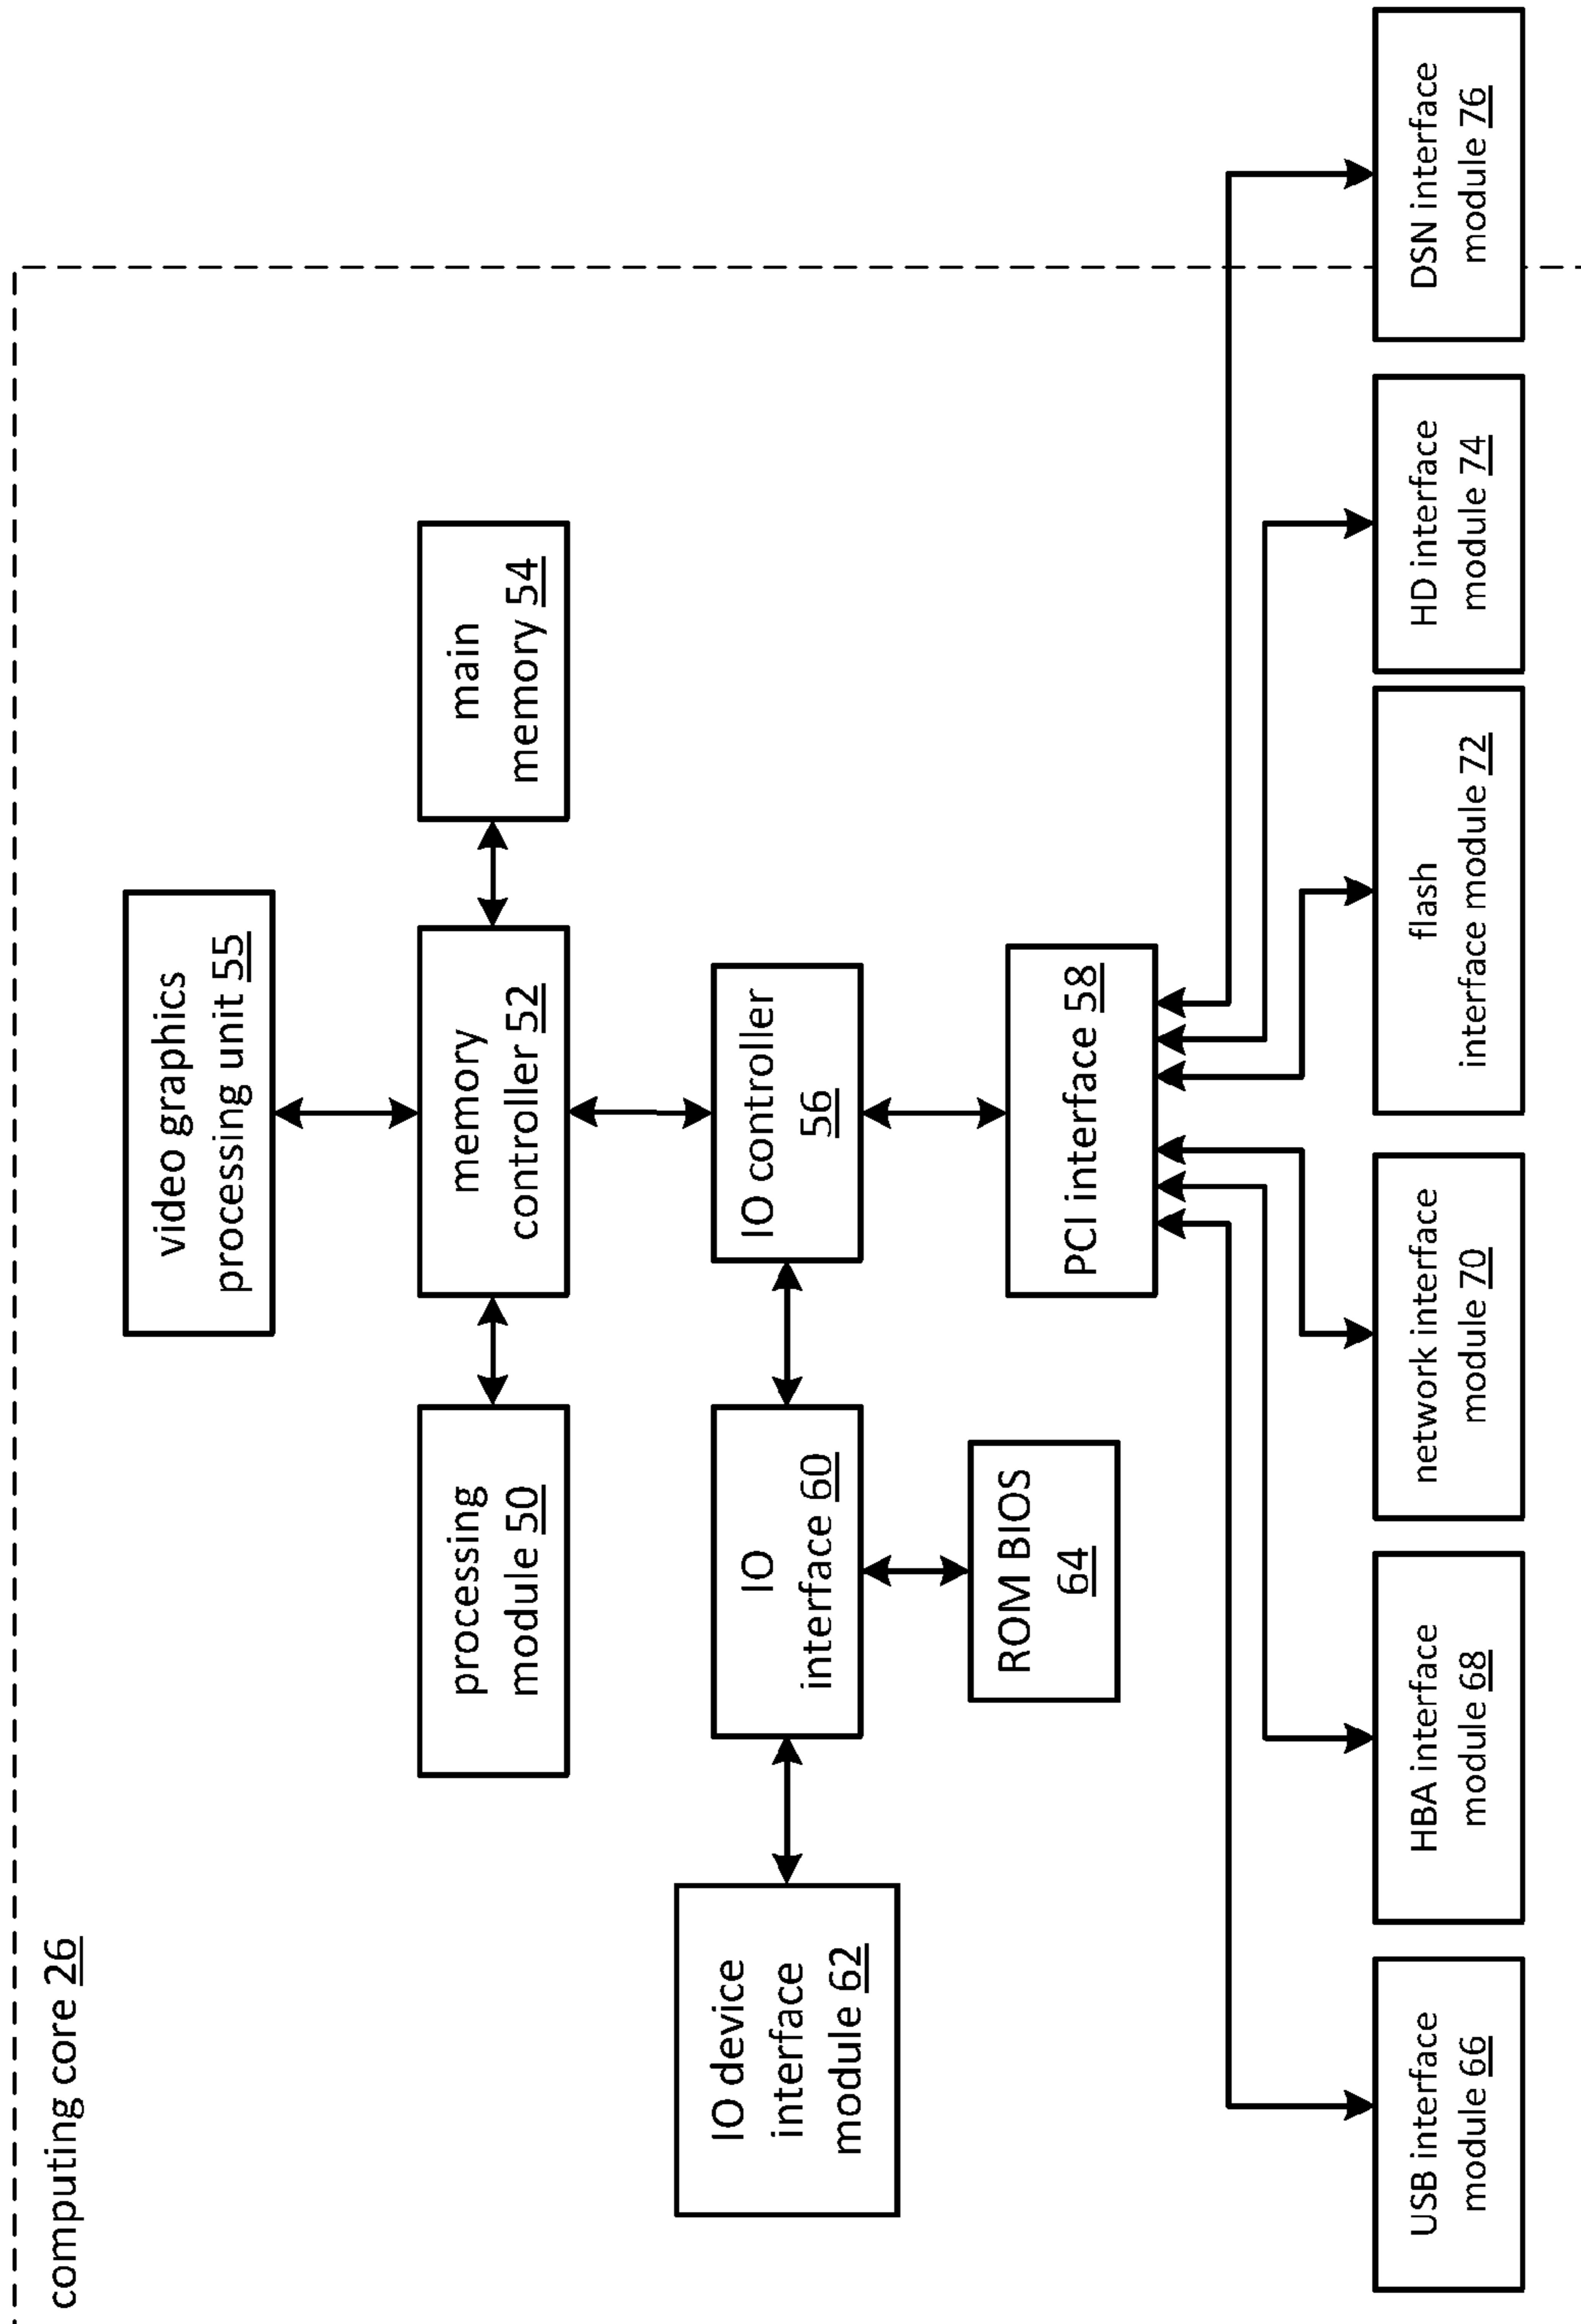 computing core 26
video graphics
processing unit 55
processing
module 50
memory
controller 52
main
memory 54
IO device
interface
module 62
IO
interface 60
IO controller
56
ROM BIOS
64
PCI interface 58
USB interface
module 66
HBA interface
module 68
network interface
module 70
flash
interface module 72
HD interface
module 74
DSN interface
module 76